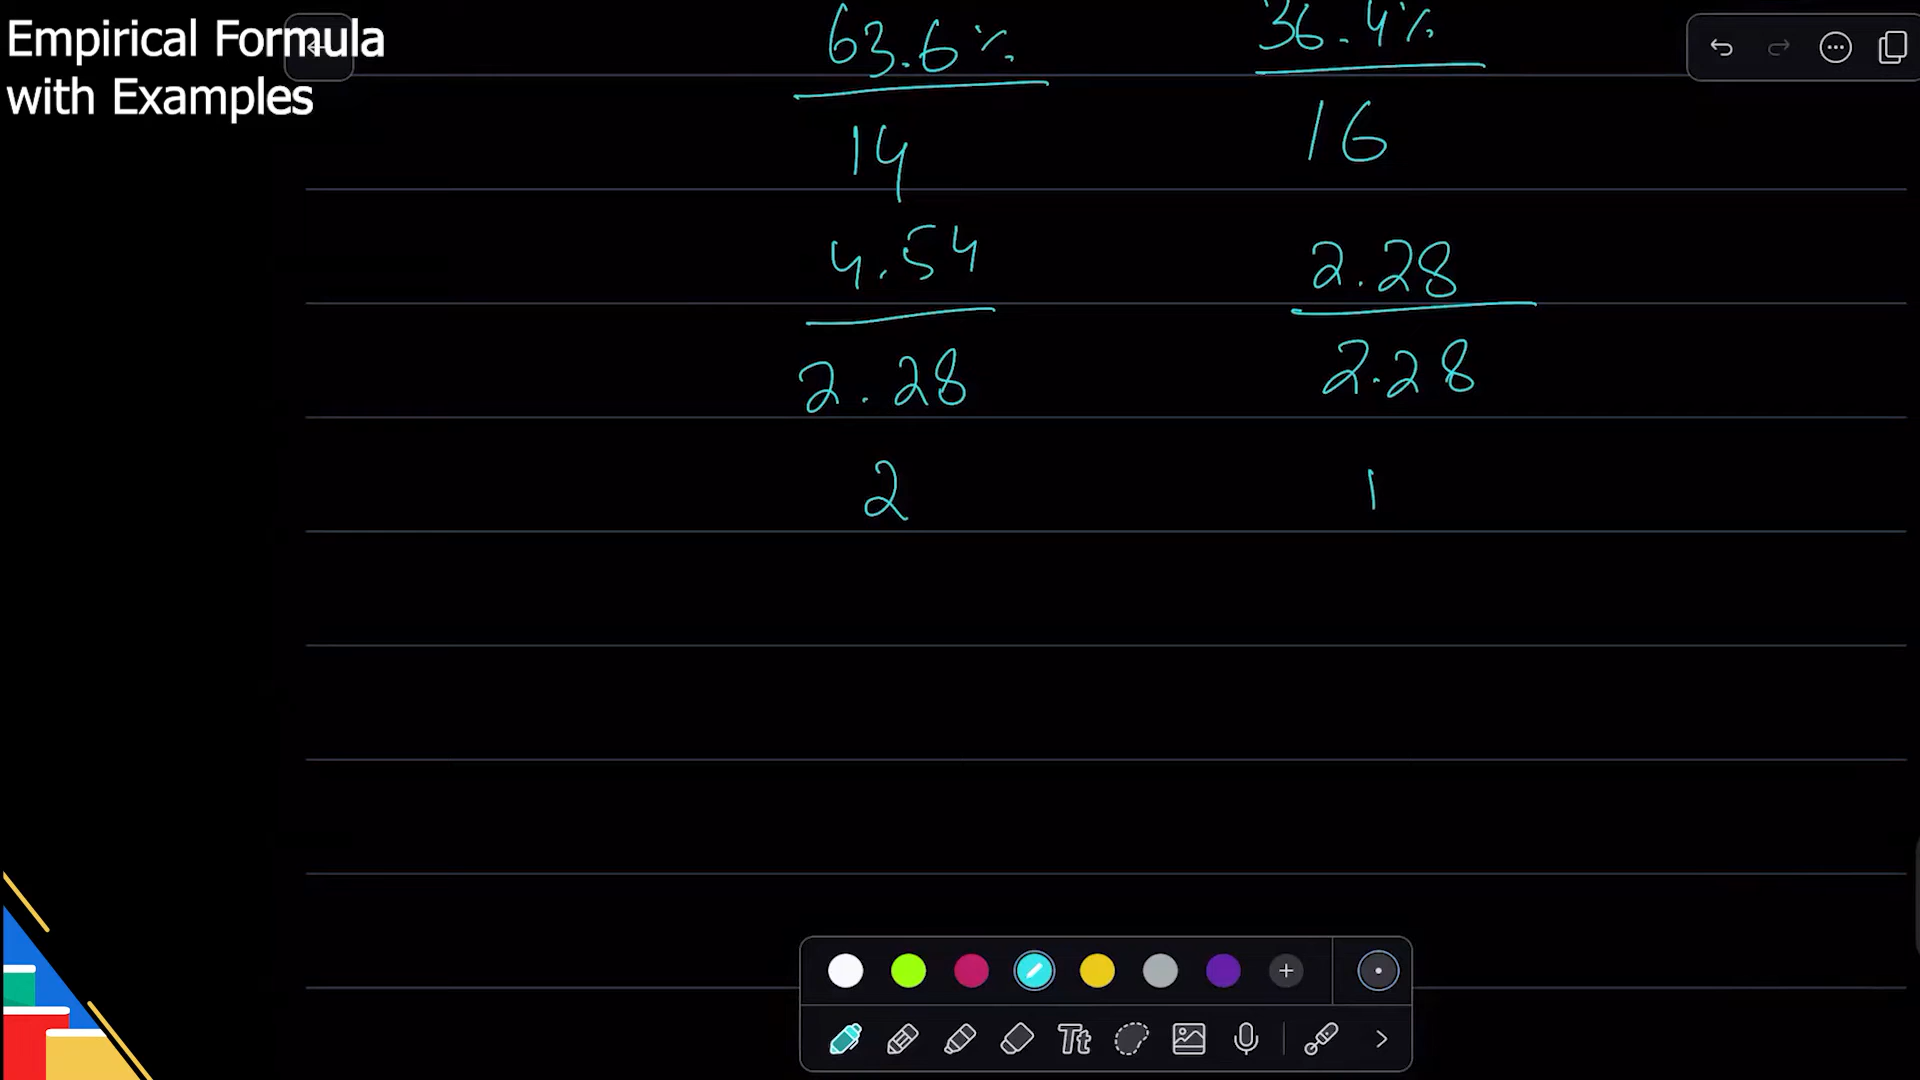 Empirical Formula
with Examples
63.6% 36.4%
14 16
4.54 2.28
2.28 2.28
2 1
Tt